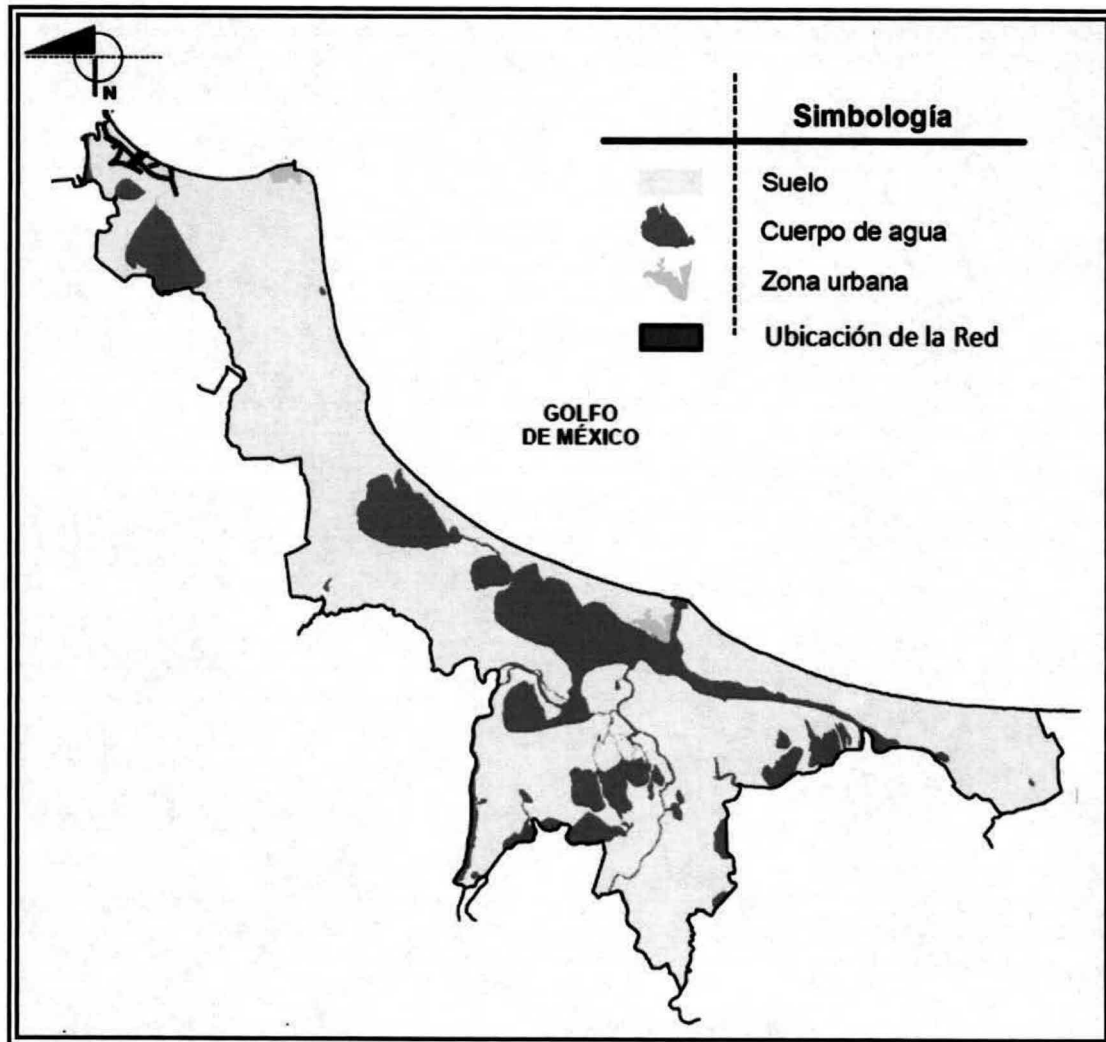 N
Simbología
Suelo
Cuerpo de agua
Zona urbana
Ubicación de la Red
GOLFO
DE MÉXICO